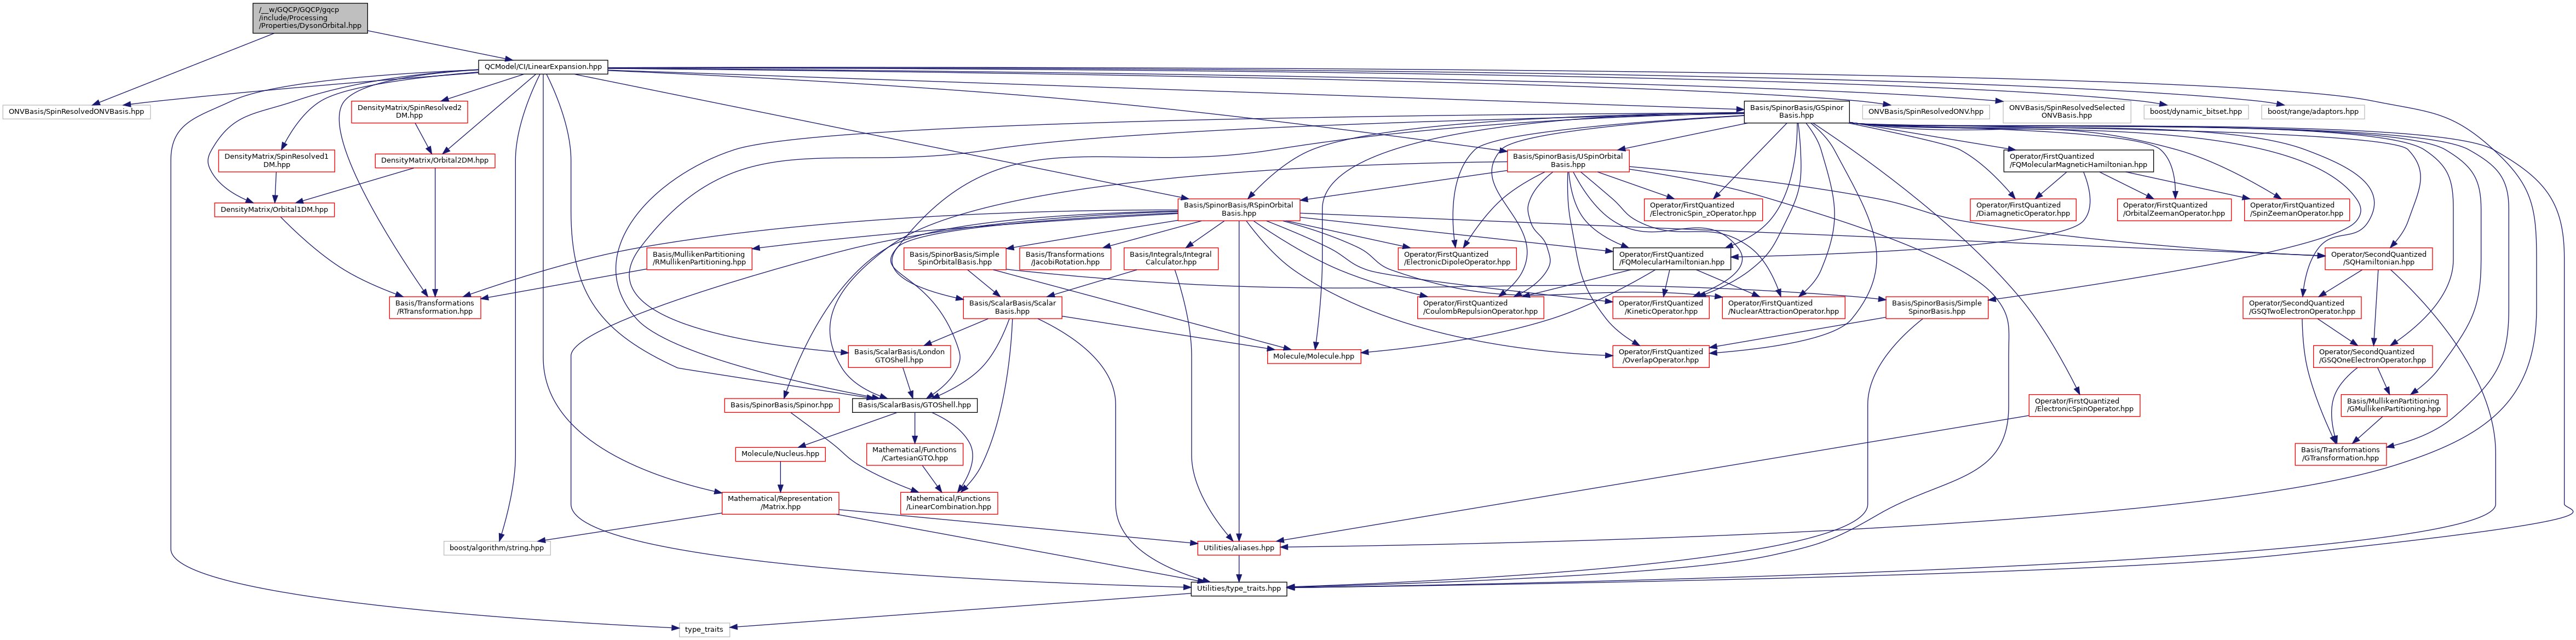 /__w/GQCP/GQCP/gqcp
/include/Processing
/Properties/DysonOrbital.hpp
QCModel/CI/LinearExpansion.hpp
ONVBasis/SpinResolvedONVBasis.hpp
DensityMatrix/SpinResolved2
DM.hpp
Basis/SpinorBasis/GSpinor
Basis.hpp
ONVBasis/SpinResolvedONV.hpp
ONVBasis/SpinResolvedSelected
ONVBasis.hpp
boost/dynamic_bitset.hpp
boost/range/adaptors.hpp
DensityMatrix/SpinResolved1
DM.hpp
DensityMatrix/Orbital2DM.hpp
Basis/SpinorBasis/USpinOrbital
Basis.hpp
Operator/FirstQuantized
/FQMolecularMagneticHamiltonian.hpp
DensityMatrix/Orbital1DM.hpp
Basis/SpinorBasis/RSpinOrbital
Basis.hpp
Operator/FirstQuantized
/ElectronicSpin_zOperator.hpp
Operator/FirstQuantized
/DiamagneticOperator.hpp
Operator/FirstQuantized
/OrbitalZeemanOperator.hpp
Operator/FirstQuantized
/SpinZeemanOperator.hpp
Basis/MullikenPartitioning
/RMullikenPartitioning.hpp
Basis/SpinorBasis/Simple
SpinOrbitalBasis.hpp
Basis/Transformations
/JacobiRotation.hpp
Basis/Integrals/Integral
Calculator.hpp
Operator/FirstQuantized
/ElectronicDipoleOperator.hpp
Operator/FirstQuantized
/FQMolecularHamiltonian.hpp
Operator/SecondQuantized
/SQHamiltonian.hpp
Basis/Transformations
/RTransformation.hpp
Basis/ScalarBasis/Scalar
Basis.hpp
Operator/FirstQuantized
/CoulombRepulsionOperator.hpp
Operator/FirstQuantized
/KineticOperator.hpp
Operator/FirstQuantized
/NuclearAttractionOperator.hpp
Basis/SpinorBasis/Simple
SpinorBasis.hpp
Operator/SecondQuantized
/GSQTwoElectronOperator.hpp
Basis/ScalarBasis/London
GTOShell.hpp
Molecule/Molecule.hpp
Operator/FirstQuantized
/OverlapOperator.hpp
Operator/SecondQuantized
/GSQOneElectronOperator.hpp
Basis/SpinorBasis/Spinor.hpp
Basis/ScalarBasis/GTOShell.hpp
Operator/FirstQuantized
/ElectronicSpinOperator.hpp
Basis/MullikenPartitioning
/GMullikenPartitioning.hpp
Molecule/Nucleus.hpp
Mathematical/Functions
/CartesianGTO.hpp
Basis/Transformations
/GTransformation.hpp
Mathematical/Representation
/Matrix.hpp
Mathematical/Functions
/LinearCombination.hpp
boost/algorithm/string.hpp
Utilities/aliases.hpp
Utilities/type_traits.hpp
type_traits